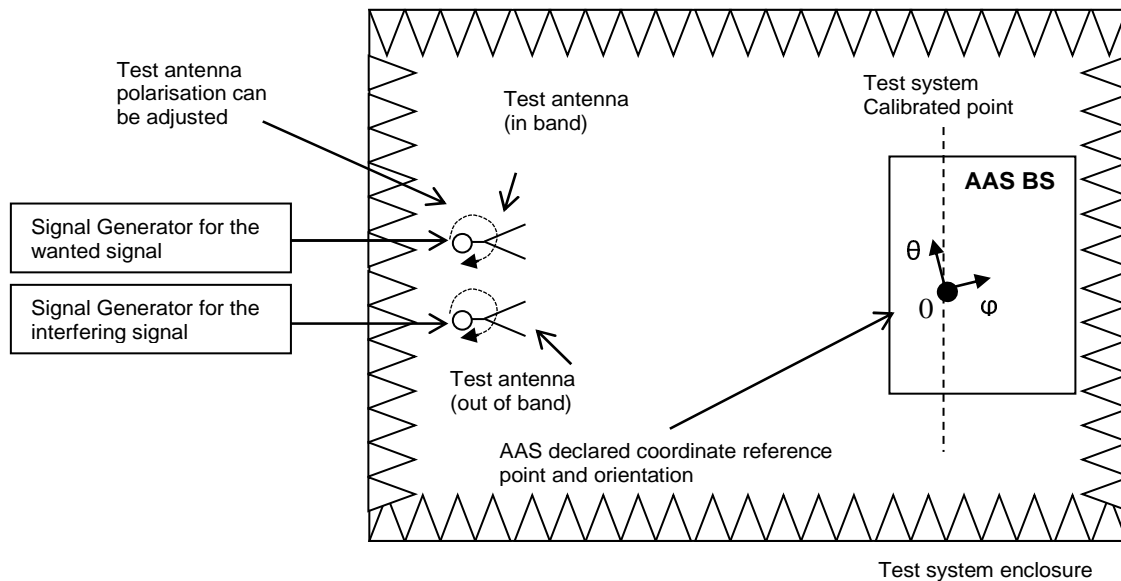 Test antenna
polarisation can
be adjusted
Test antenna
(in band)
Test system
Calibrated point
AAS BS
Signal Generator for the
wanted signal
θ
0
φ
Signal Generator for the
interfering signal
Test antenna
(out of band)
AAS declared coordinate reference
point and orientation
Test system enclosure